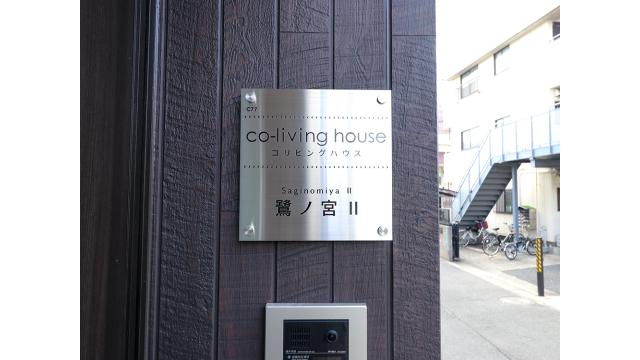 C77
co-living house
コリビングハウス
Saginomiya II
鷺ノ宮 II